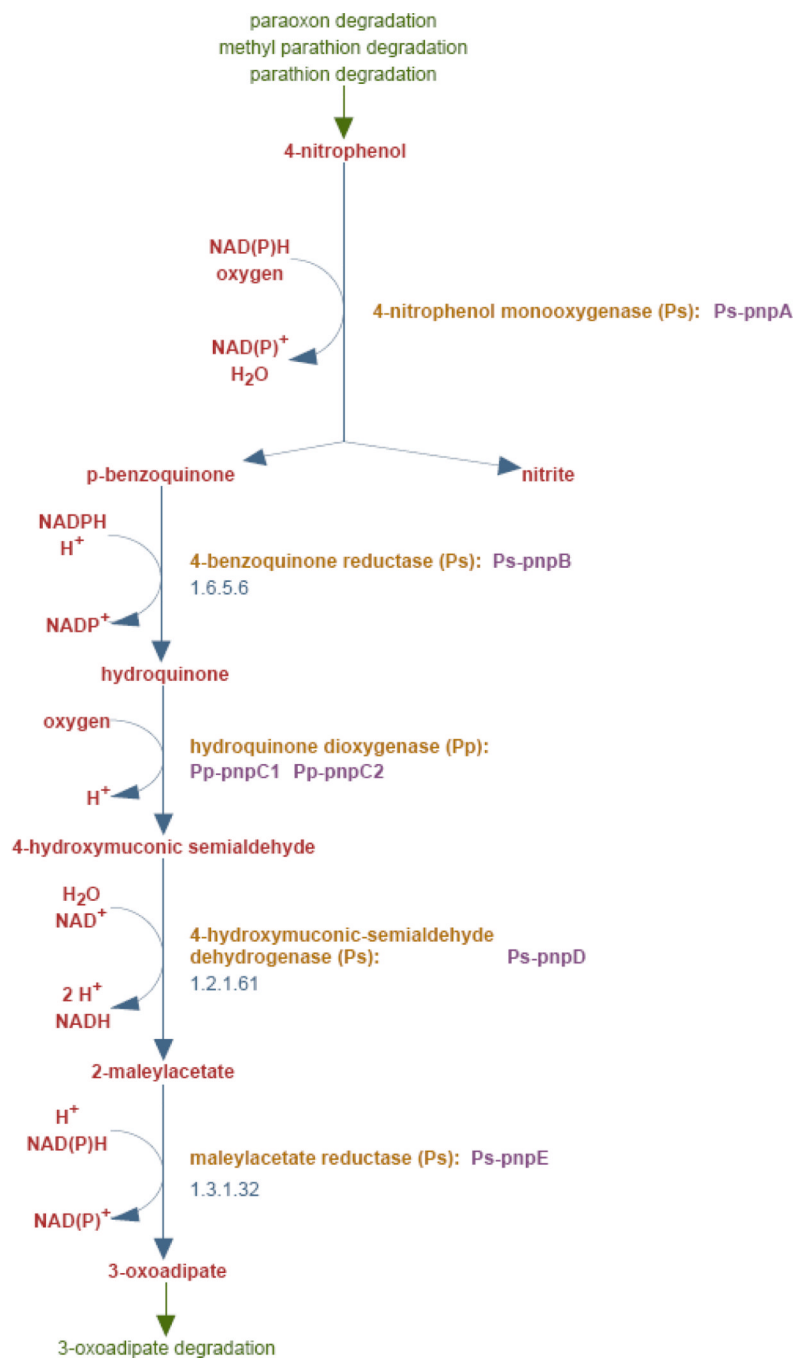 paraoxon degradation
methyl parathion degradation
parathion degradation
4-nitrophenol
NAD(P)H
oxygen
4-nitrophenol monooxygenase (Ps): Ps-pnpA
NAD(P)⁺
H₂O
p-benzoquinone
nitrite
NADPH
H⁺
4-benzoquinone reductase (Ps): Ps-pnpB
1.6.5.6
NADP⁺
hydroquinone
oxygen
hydroquinone dioxygenase (Pp):
Pp-pnpC1 Pp-pnpC2
H⁺
4-hydroxymuconic semialdehyde
H₂O
NAD⁺
4-hydroxymuconic-semialdehyde
dehydrogenase (Ps): Ps-pnpD
1.2.1.61
2 H⁺
NADH
2-maleylacetate
H⁺
NAD(P)H
maleylacetate reductase (Ps): Ps-pnpE
1.3.1.32
NAD(P)⁺
3-oxoadipate
3-oxoadipate degradation